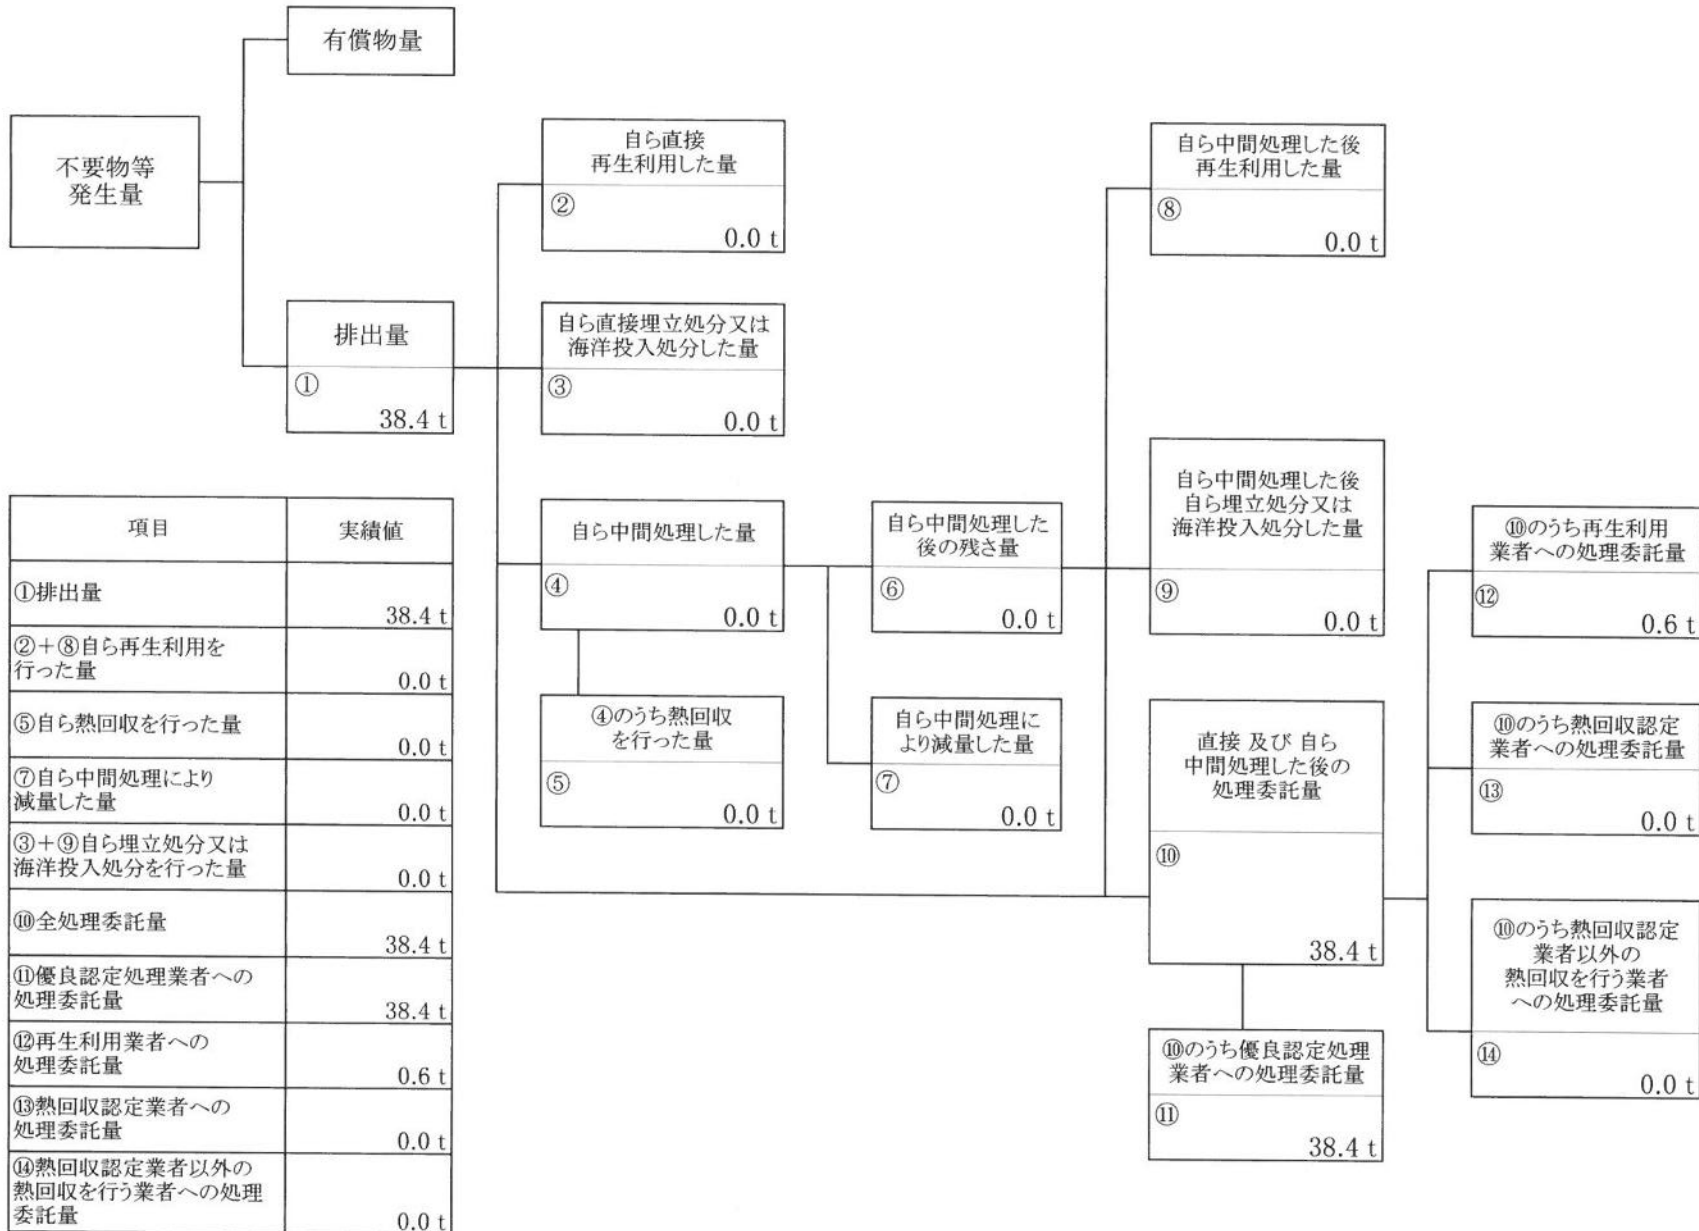 有償物量
不要物等
発生量
排出量
①
38.4 t
自ら直接
再生利用した量
②
0.0 t
自ら直接埋立処分又は
海洋投入処分した量
③
0.0 t
自ら中間処理した量
④
0.0 t
④のうち熱回収
を行った量
⑤
0.0 t
自ら中間処理した
後の残さ量
⑥
0.0 t
自ら中間処理に
より減量した量
⑦
0.0 t
自ら中間処理した後
再生利用した量
⑧
0.0 t
自ら中間処理した後
自ら埋立処分又は
海洋投入処分した量
⑨
0.0 t
直接 及び 自ら
中間処理した後の
処理委託量
⑩
38.4 t
⑩のうち優良認定処理
業者への処理委託量
⑪
38.4 t
⑩のうち再生利用
業者への処理委託量
⑫
0.6 t
⑩のうち熱回収認定
業者への処理委託量
⑬
0.0 t
⑩のうち熱回収認定
業者以外の
熱回収を行う業者
への処理委託量
⑭
0.0 t
項目 実績値
①排出量
38.4 t
②+⑧自ら再生利用を
行った量
0.0 t
⑤自ら熱回収を行った量
0.0 t
⑦自ら中間処理により
減量した量
0.0 t
③+⑨自ら埋立処分又は
海洋投入処分を行った量
0.0 t
⑩全処理委託量
38.4 t
⑪優良認定処理業者への
処理委託量
38.4 t
⑫再生利用業者への
処理委託量
0.6 t
⑬熱回収認定業者への
処理委託量
0.0 t
⑭熱回収認定業者以外の
熱回収を行う業者への処理
委託量
0.0 t